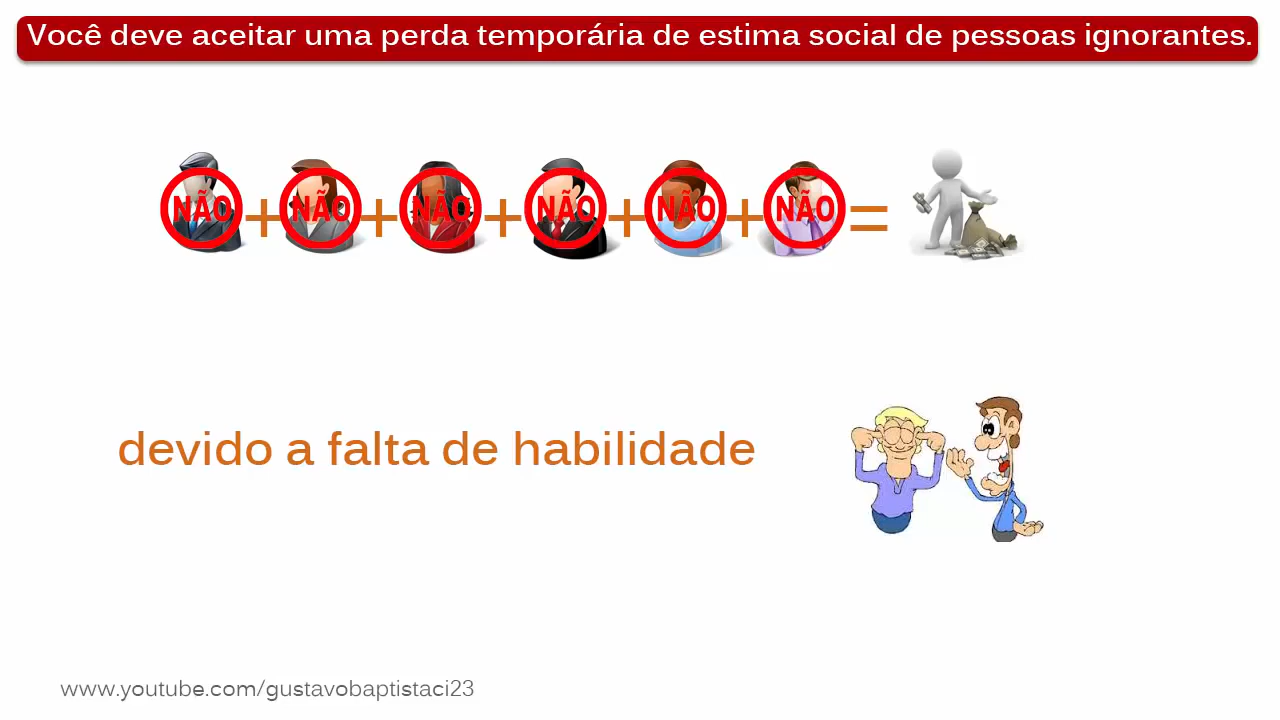 Você deve aceitar uma perda temporária de estima social de pessoas ignorantes.
NÃO + NÃO + NÃO + NÃO + NÃO + NÃO =
devido a falta de habilidade
www.youtube.com/gustavobaptistaci23